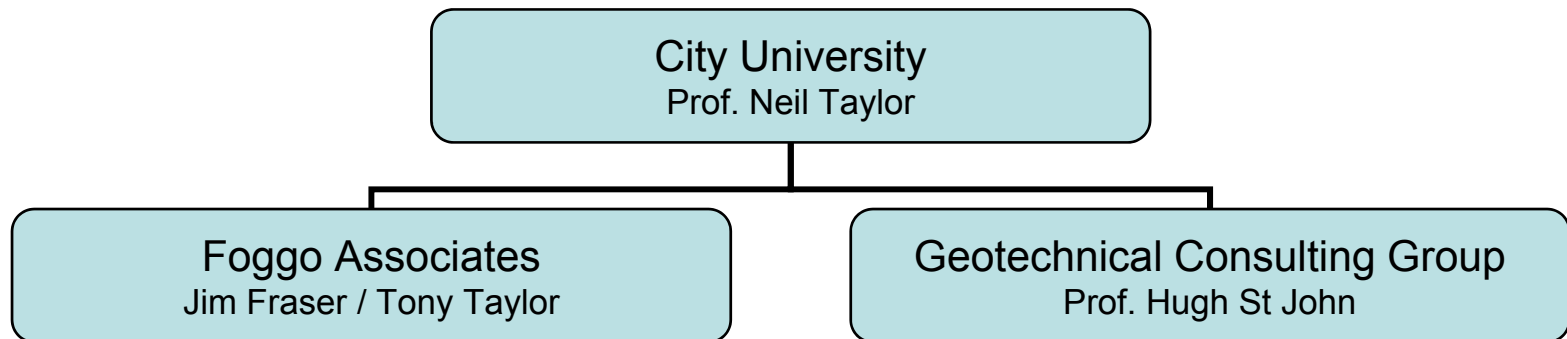 City University
Prof. Neil Taylor
Foggo Associates
Jim Fraser / Tony Taylor
Geotechnical Consulting Group
Prof. Hugh St John